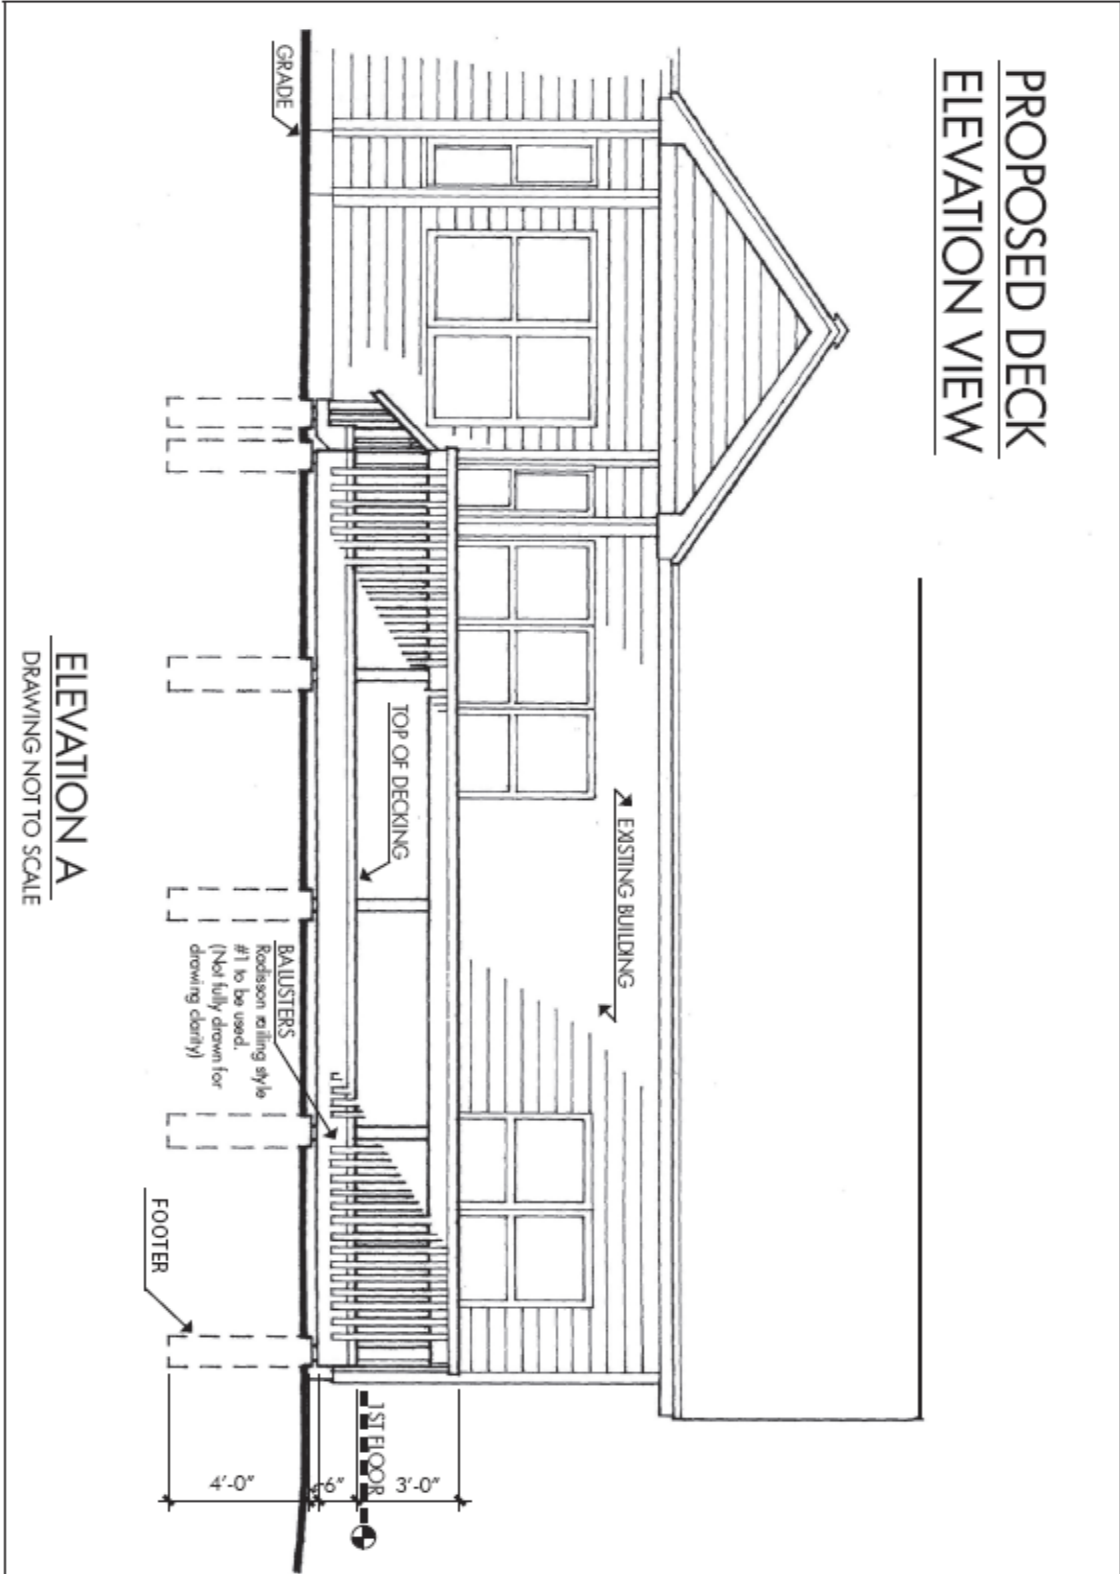 PROPOSED DECK
ELEVATION VIEW
GRADE
EXISTING BUILDING
TOP OF DECKING
BALUSTERS
Radisson railing style
#1 to be used.
(Not fully drawn for
drawing clarity)
FOOTER
1ST FLOOR
3'-0"
6"
4'-0"
ELEVATION A
DRAWING NOT TO SCALE